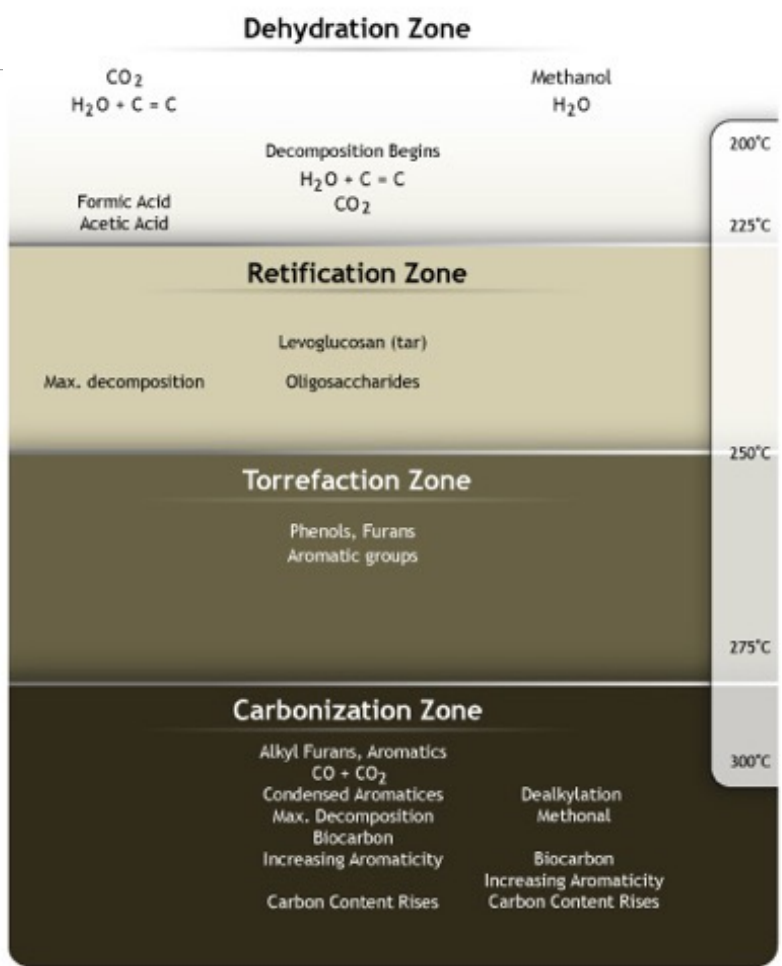 Dehydration Zone
CO2
H2O + C = C
Methanol
H2O
Decomposition Begins
H2O + C = C
CO2
Formic Acid
Acetic Acid
200°C
225°C
Retification Zone
Levoglucosan (tar)
Max. decomposition
Oligosaccharides
250°C
Torrefaction Zone
Phenols, Furans
Aromatic groups
275°C
Carbonization Zone
Alkyl Furans, Aromatics
CO + CO2
Condensed Aromatices
Max. Decomposition
Biocarbon
Increasing Aromaticity
Carbon Content Rises
Dealkylation
Methonal
Biocarbon
Increasing Aromaticity
Carbon Content Rises
300°C